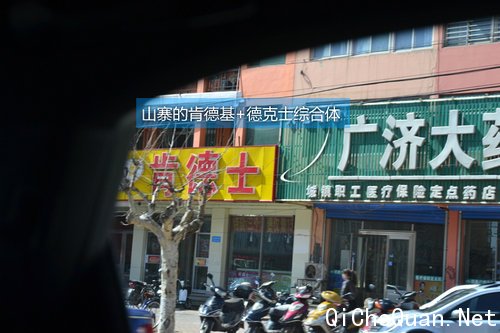 山寨的肯德基+德克士综合体
肯德士
广济大药
城镇职工医疗保险定点药店
QiCheQuan.Net